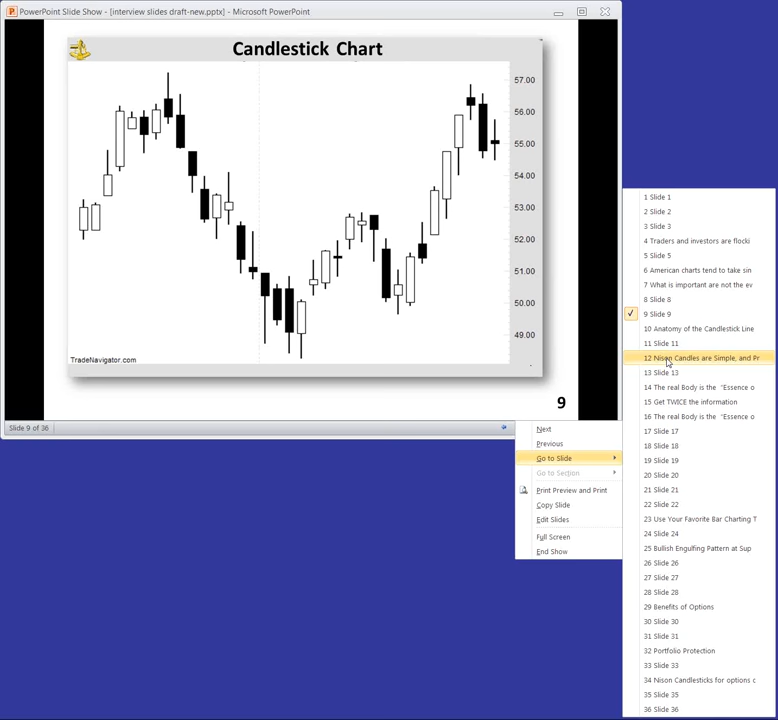 PowerPoint Slide Show - [interview slides draft-new.pptx] - Microsoft PowerPoint
Candlestick Chart
57.00
56.00
55.00
54.00
53.00
52.00
51.00
50.00
49.00
TradeNavigator.com
9
Slide 9 of 36
Next
Previous
Go to Slide
Go to Section
Print Preview and Print
Copy Slide
Edit Slides
Full Screen
End Show
1 Slide 1
2 Slide 2
3 Slide 3
4 Traders and investors are flocki
5 Slide 5
6 American charts tend to take sin
7 What is important are not the ev
8 Slide 8
9 Slide 9
10 Anatomy of the Candlestick Line
11 Slide 11
12 Nison Candles are Simple, and Pr
13 Slide 13
14 The real Body is the "Essence o
15 Get TWICE the information
16 The real Body is the "Essence o
17 Slide 17
18 Slide 18
19 Slide 19
20 Slide 20
21 Slide 21
22 Slide 22
23 Use Your Favorite Bar Charting T
24 Slide 24
25 Bullish Engulfing Pattern at Sup
26 Slide 26
27 Slide 27
28 Slide 28
29 Benefits of Options
30 Slide 30
31 Slide 31
32 Portfolio Protection
33 Slide 33
34 Nison Candlesticks for options c
35 Slide 35
36 Slide 36